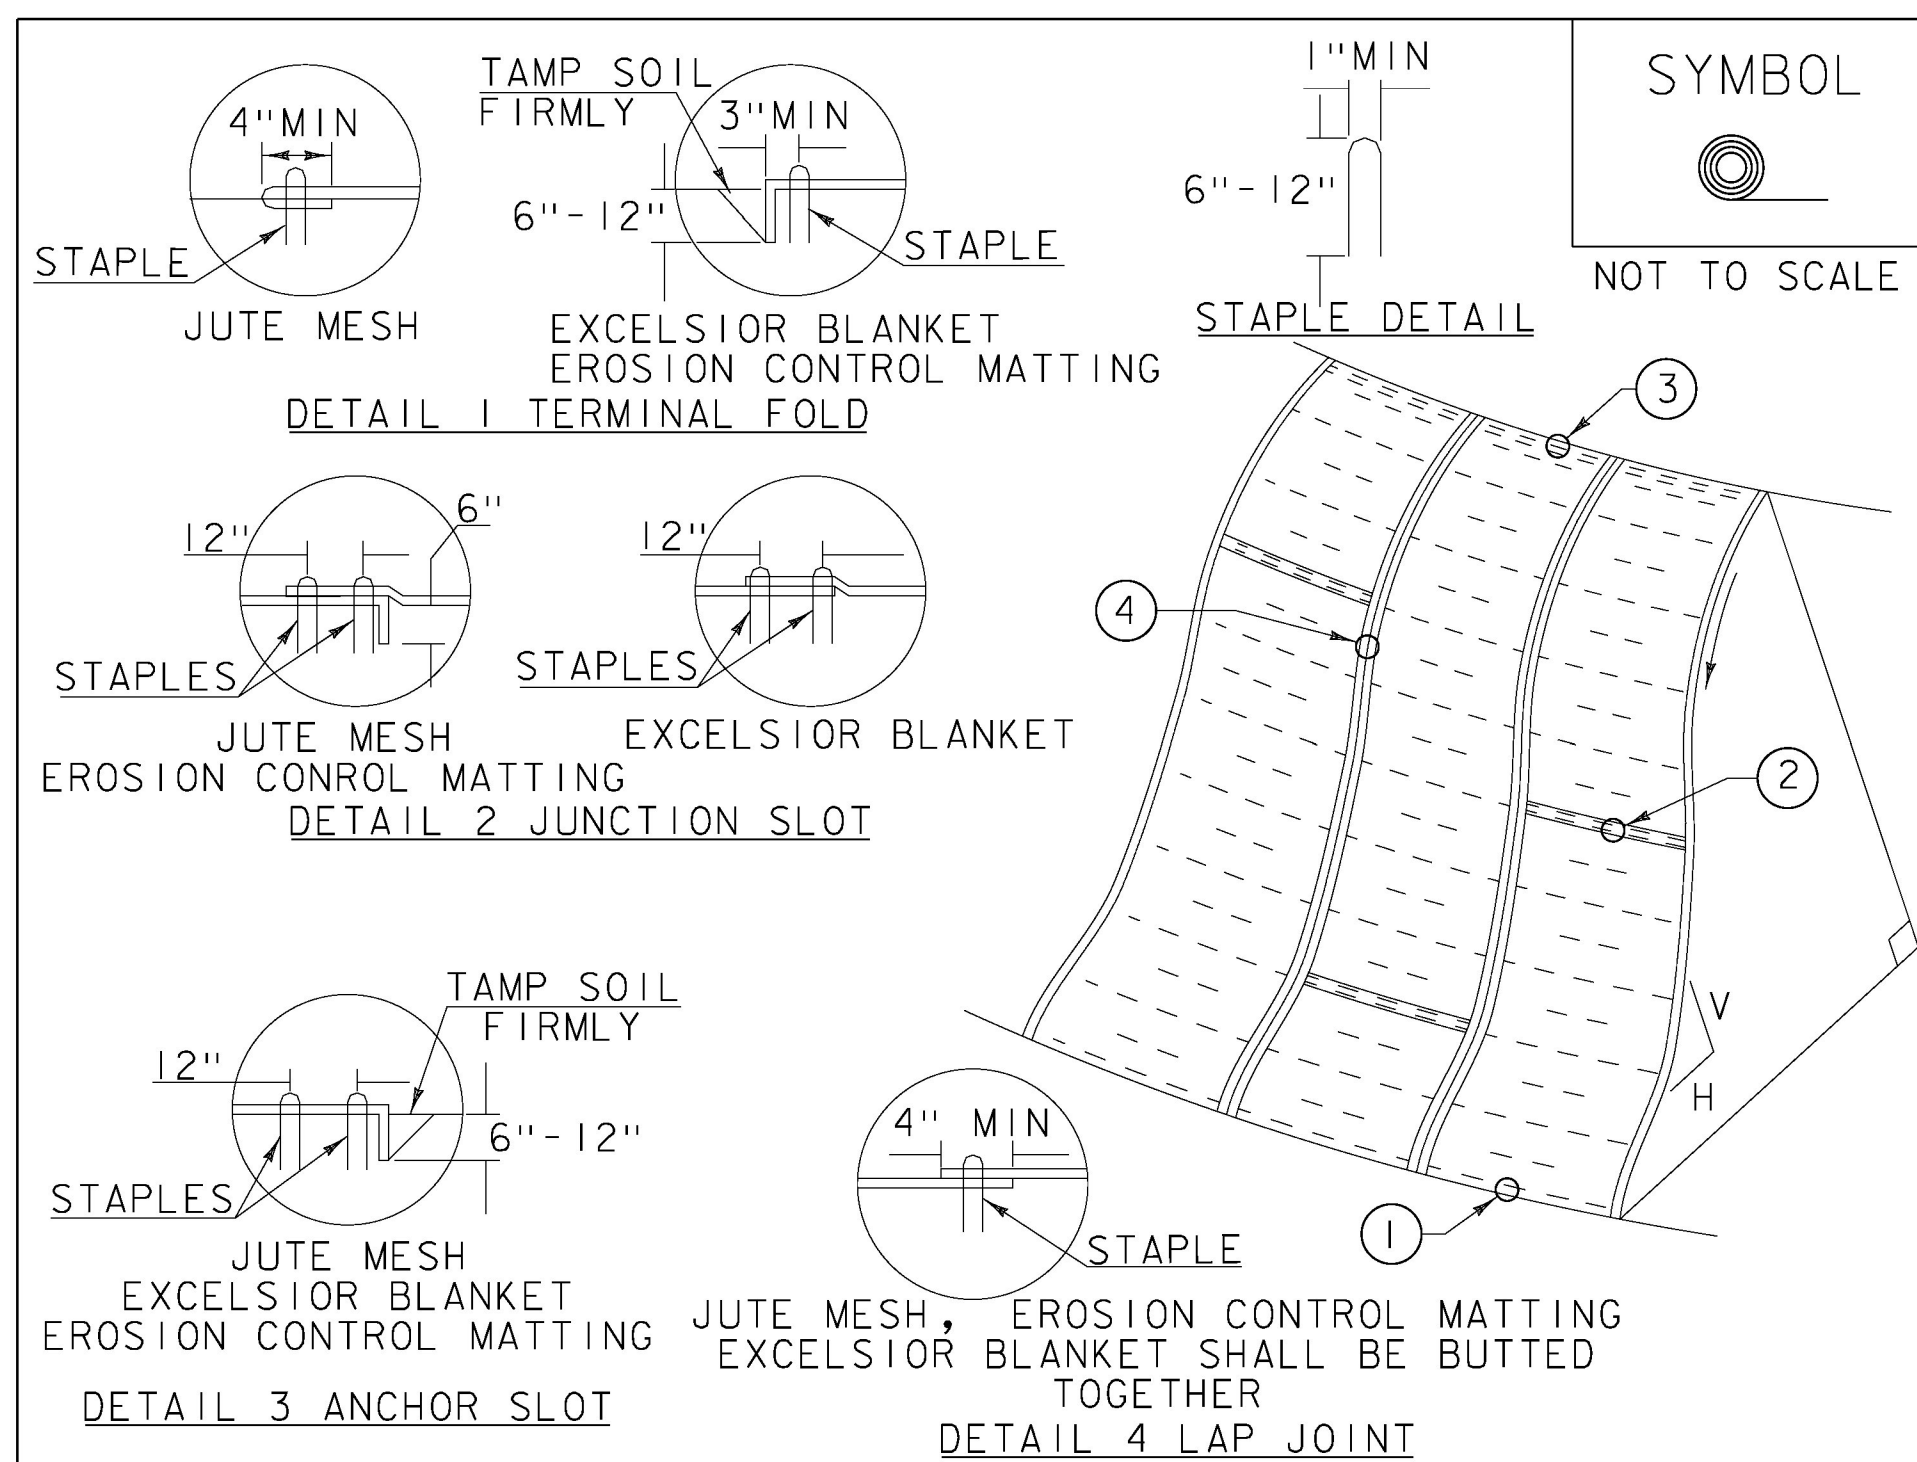 TAMP SOIL
FIRMLY
4"MIN
3"MIN
6"-12"
STAPLE
STAPLE
JUTE MESH
EXCELSIOR BLANKET
EROSION CONTROL MATTING
DETAIL 1 TERMINAL FOLD
1"MIN
6"-12"
STAPLE DETAIL
SYMBOL
NOT TO SCALE
12"
6"
STAPLES
JUTE MESH
EROSION CONROL MATTING
12"
STAPLES
EXCELSIOR BLANKET
DETAIL 2 JUNCTION SLOT
3
4
2
V
H
1
TAMP SOIL
FIRMLY
12"
6"-12"
STAPLES
JUTE MESH
EXCELSIOR BLANKET
EROSION CONTROL MATTING
DETAIL 3 ANCHOR SLOT
4" MIN
STAPLE
JUTE MESH, EROSION CONTROL MATTING
EXCELSIOR BLANKET SHALL BE BUTTED
TOGETHER
DETAIL 4 LAP JOINT